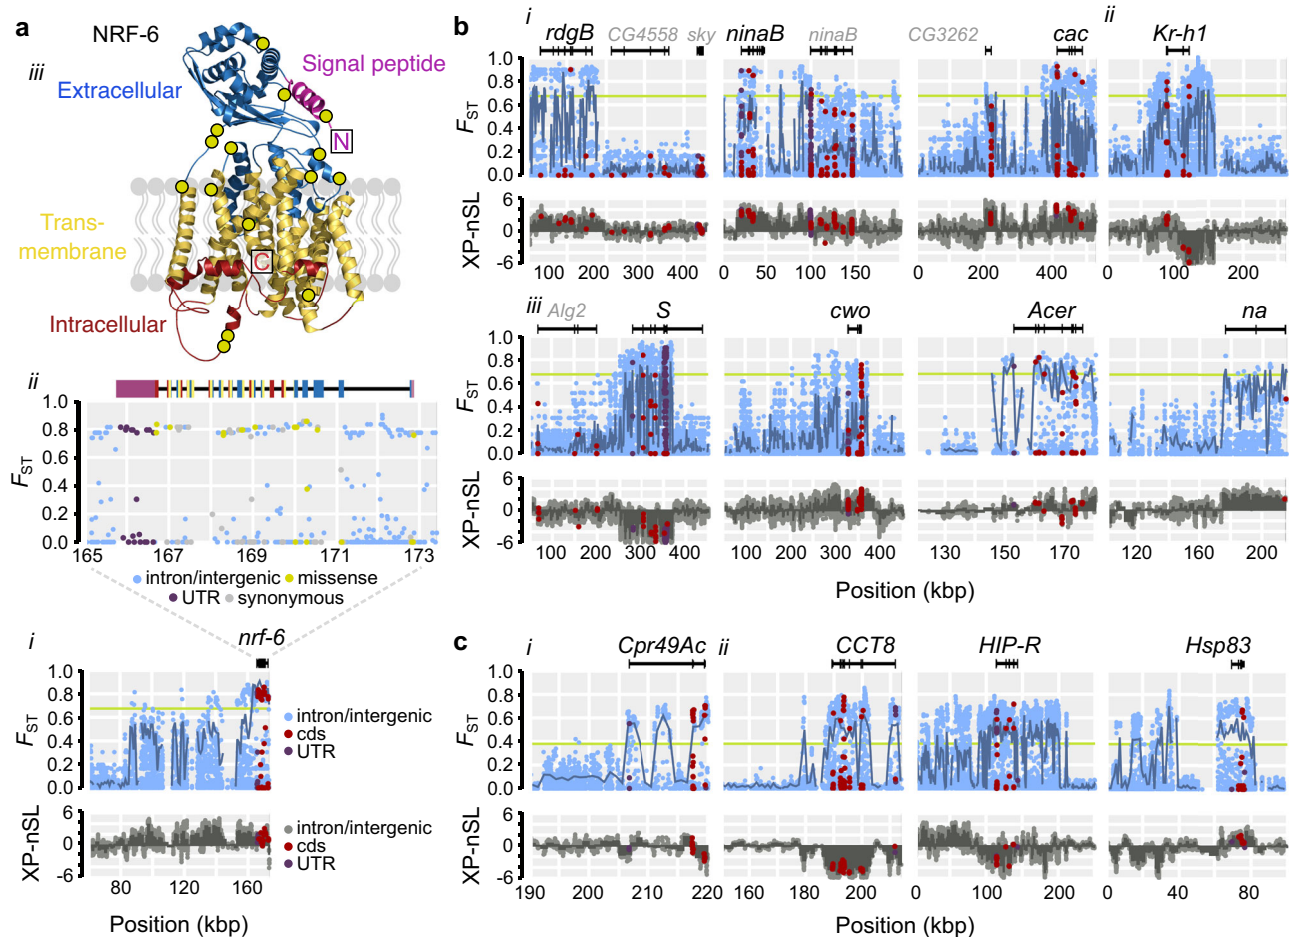 a
NRF-6
iii
Signal peptide
Extracellular
N
Trans-
membrane
C
Intracellular
ii
FST
1.0
0.8
0.6
0.4
0.2
0.0
165 167 169 171 173
intron/intergenic missense
UTR synonymous
i
nrf-6
FST
1.0
0.8
0.6
0.4
0.2
0.0
intron/intergenic
cds
UTR
XP-nSL
6
0
-6
intron/intergenic
cds
UTR
80 120 160
Position (kbp)
b
i ii
rdgB CG4558 sky ninaB ninaB CG3262 cac Kr-h1
FST
1.0
0.8
0.6
0.4
0.2
0.0
XP-nSL
6
0
-6
100 200 300 400 0 50 100 150 0 200 400 100 200
iii
Alg2 S cwo Acer na
FST
1.0
0.8
0.6
0.4
0.2
0.0
XP-nSL
6
0
-6
100 200 300 400 100 200 300 400 130 150 170 100 150 200
Position (kbp)
c
i ii
Cpr49Ac CCT8 HIP-R Hsp83
FST
1.0
0.8
0.6
0.4
0.2
0.0
XP-nSL
6
0
-6
190 200 210 220 160 180 200 0 100 200 0 40 80
Position (kbp) Position (kbp)